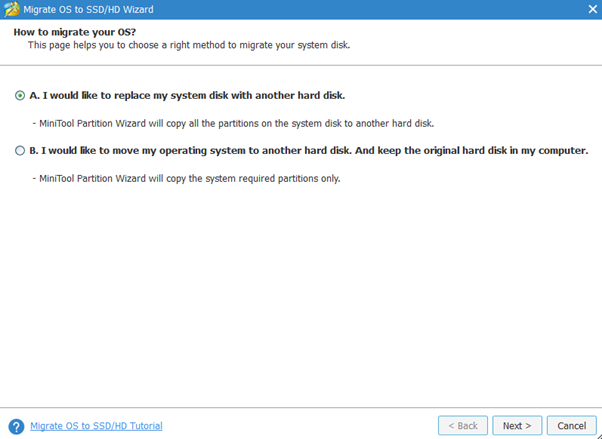 Migrate OS to SSD/HD Wizard
How to migrate your OS?
This page helps you to choose a right method to migrate your system disk.
A. I would like to replace my system disk with another hard disk.
- MiniTool Partition Wizard will copy all the partitions on the system disk to another hard disk.
B. I would like to move my operating system to another hard disk. And keep the original hard disk in my computer.
- MiniTool Partition Wizard will copy the system required partitions only.
? Migrate OS to SSD/HD Tutorial
< Back Next > Cancel